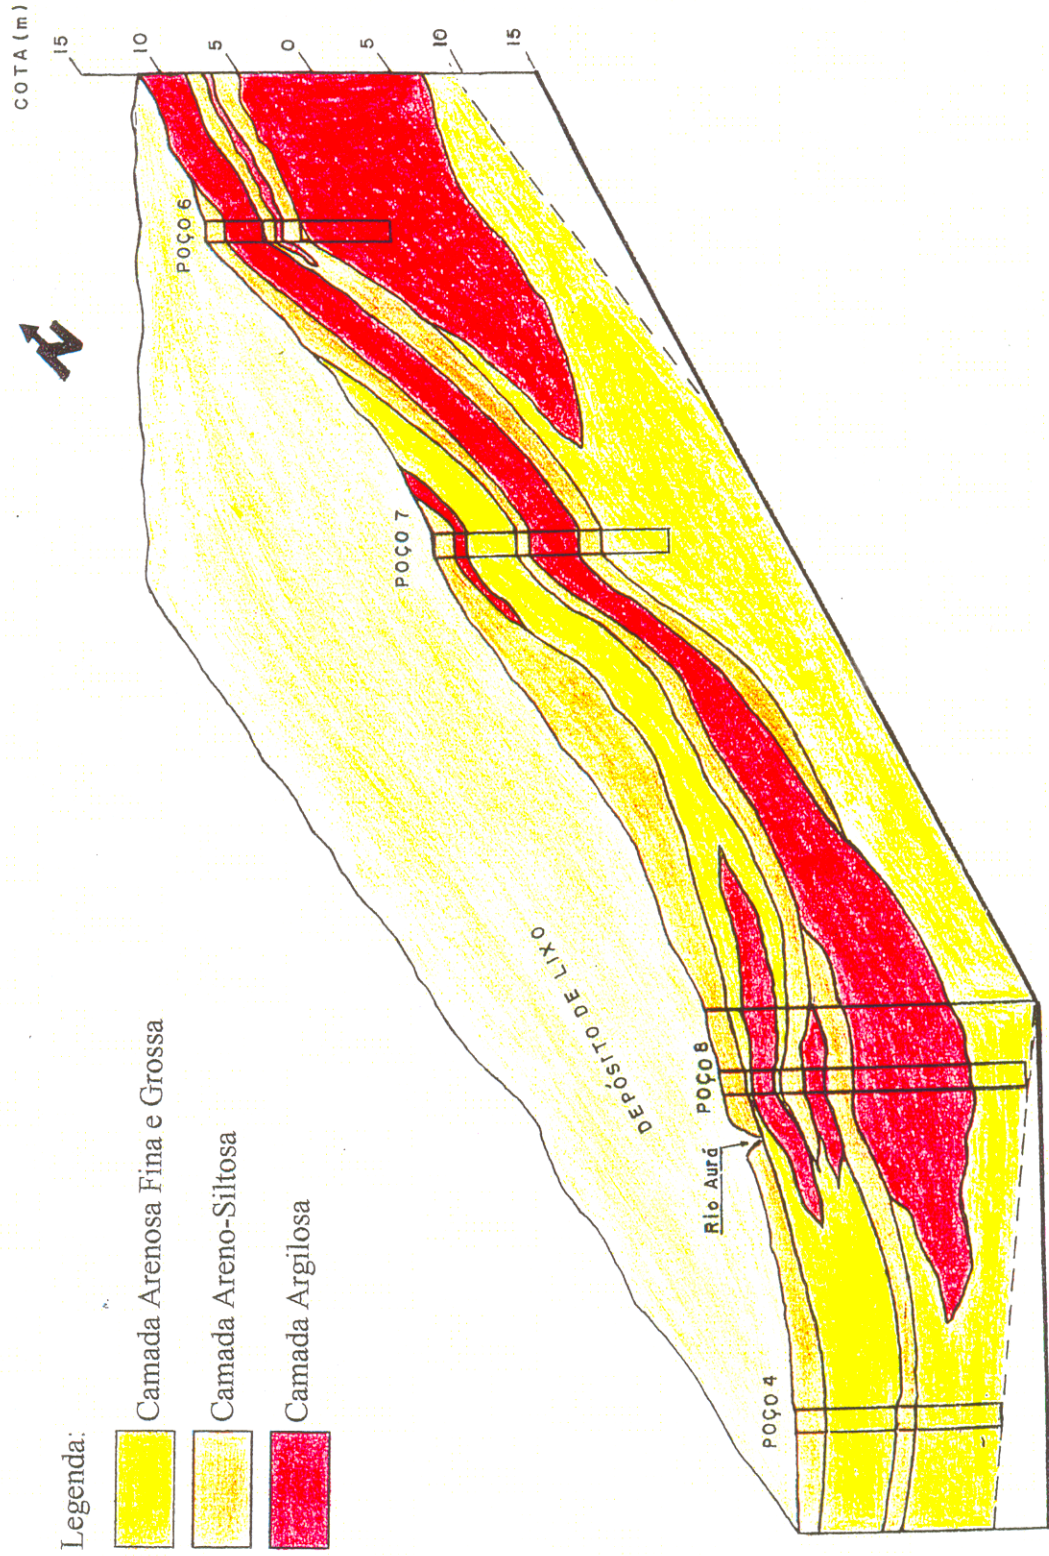 COTA (m)
15
10
5
0
5
10
15
N
POÇO 6
POÇO 7
DEPÓSITO DE LIXO
POÇO 8
Rio Aurá
POÇO 4
Legenda:
Camada Arenosa Fina e Grossa
Camada Areno-Siltosa
Camada Argilosa